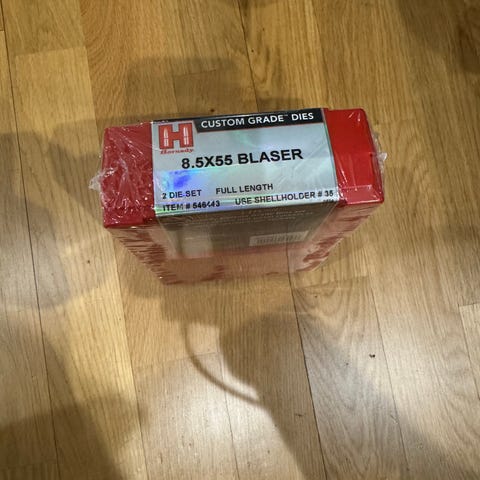 CUSTOM GRADE™ DIES
H
Hornady
8.5X55 BLASER
2 DIE SET FULL LENGTH
ITEM # 546443 USE SHELLHOLDER # 35